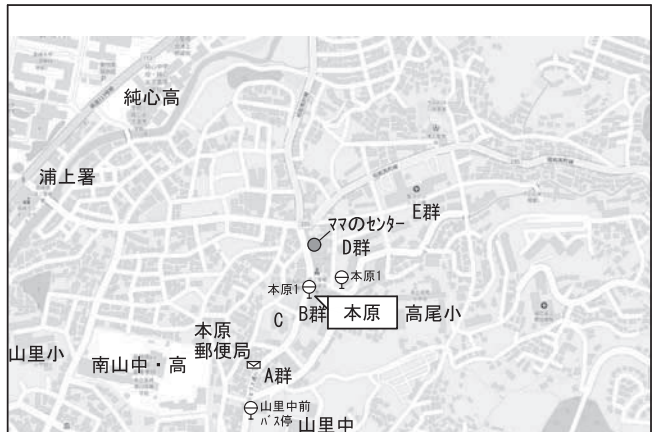 純心高
浦上署
ママのセンター
E群
D群
本原1
本原1
本原
B群
高尾小
C
本原
郵便局
山里小
南山中・高
A群
山里中前
バス停
山里中